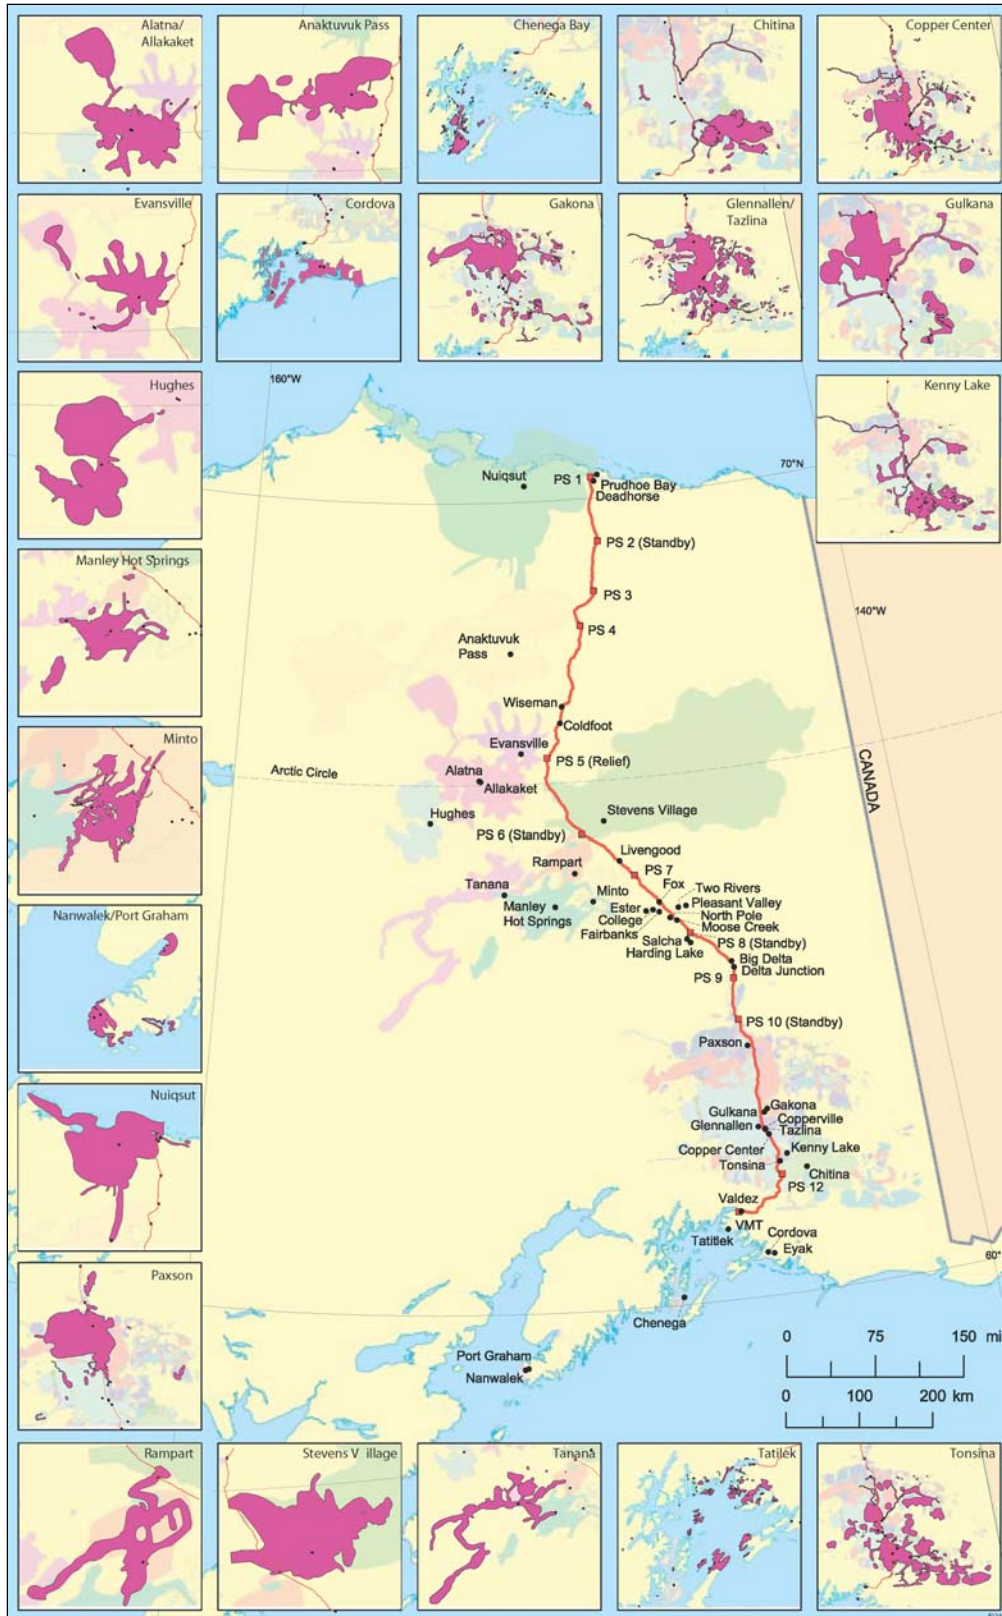 Alatna/
Allakaket
Anaktuvuk Pass
Chenega Bay
Chitina
Copper Center
Evansville
Cordova
Gakona
Glennallen/
Tazlina
Gulkana
Hughes
160°W
Kenny Lake
70°N
Nuiqsut
PS 1
Prudhoe Bay
Deadhorse
PS 2 (Standby)
Manley Hot Springs
PS 3
140°W
PS 4
Anaktuvuk
Pass
Wiseman
Coldfoot
Minto
Evansville
PS 5 (Relief)
CANADA
Arctic Circle
Alatna
Allakaket
Hughes
Stevens Village
PS 6 (Standby)
Livengood
Rampart
PS 7
Tanana
Fox
Two Rivers
Nanwalek/Port Graham
Manley
Hot Springs
Minto
Ester
Pleasant Valley
College
North Pole
Fairbanks
Moose Creek
Salcha
PS 8 (Standby)
Harding Lake
Big Delta
Delta Junction
PS 9
PS 10 (Standby)
Paxson
Nuiqsut
Gulkana
Gakona
Glennallen
Copperville
Tazlina
Copper Center
Kenny Lake
Tonsina
Chitina
PS 12
Valdez
VMT
Tatitlek
Cordova
Eyak
60°
Paxson
Chenega
0 75 150 mi
Port Graham
Nanwalek
0 100 200 km
Rampart
Stevens V illage
Tanana
Tatilek
Tonsina